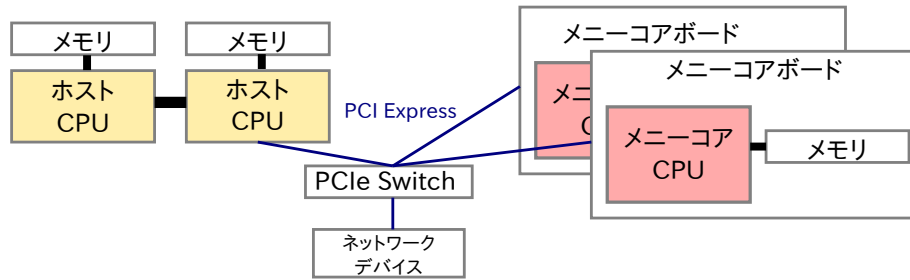 メモリ
メモリ
ホスト
CPU
ホスト
CPU
PCI Express
PCIe Switch
ネットワーク
デバイス
メニーコアボード
メニーコアボード
メニーコア
CPU
メモリ